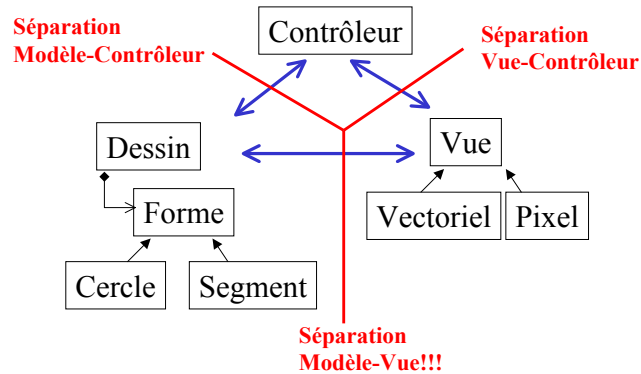 Séparation
Modèle-Contrôleur
Contrôleur
Séparation
Vue-Contrôleur
Dessin
Vue
Forme
Vectoriel
Pixel
Cercle
Segment
Séparation
Modèle-Vue!!!